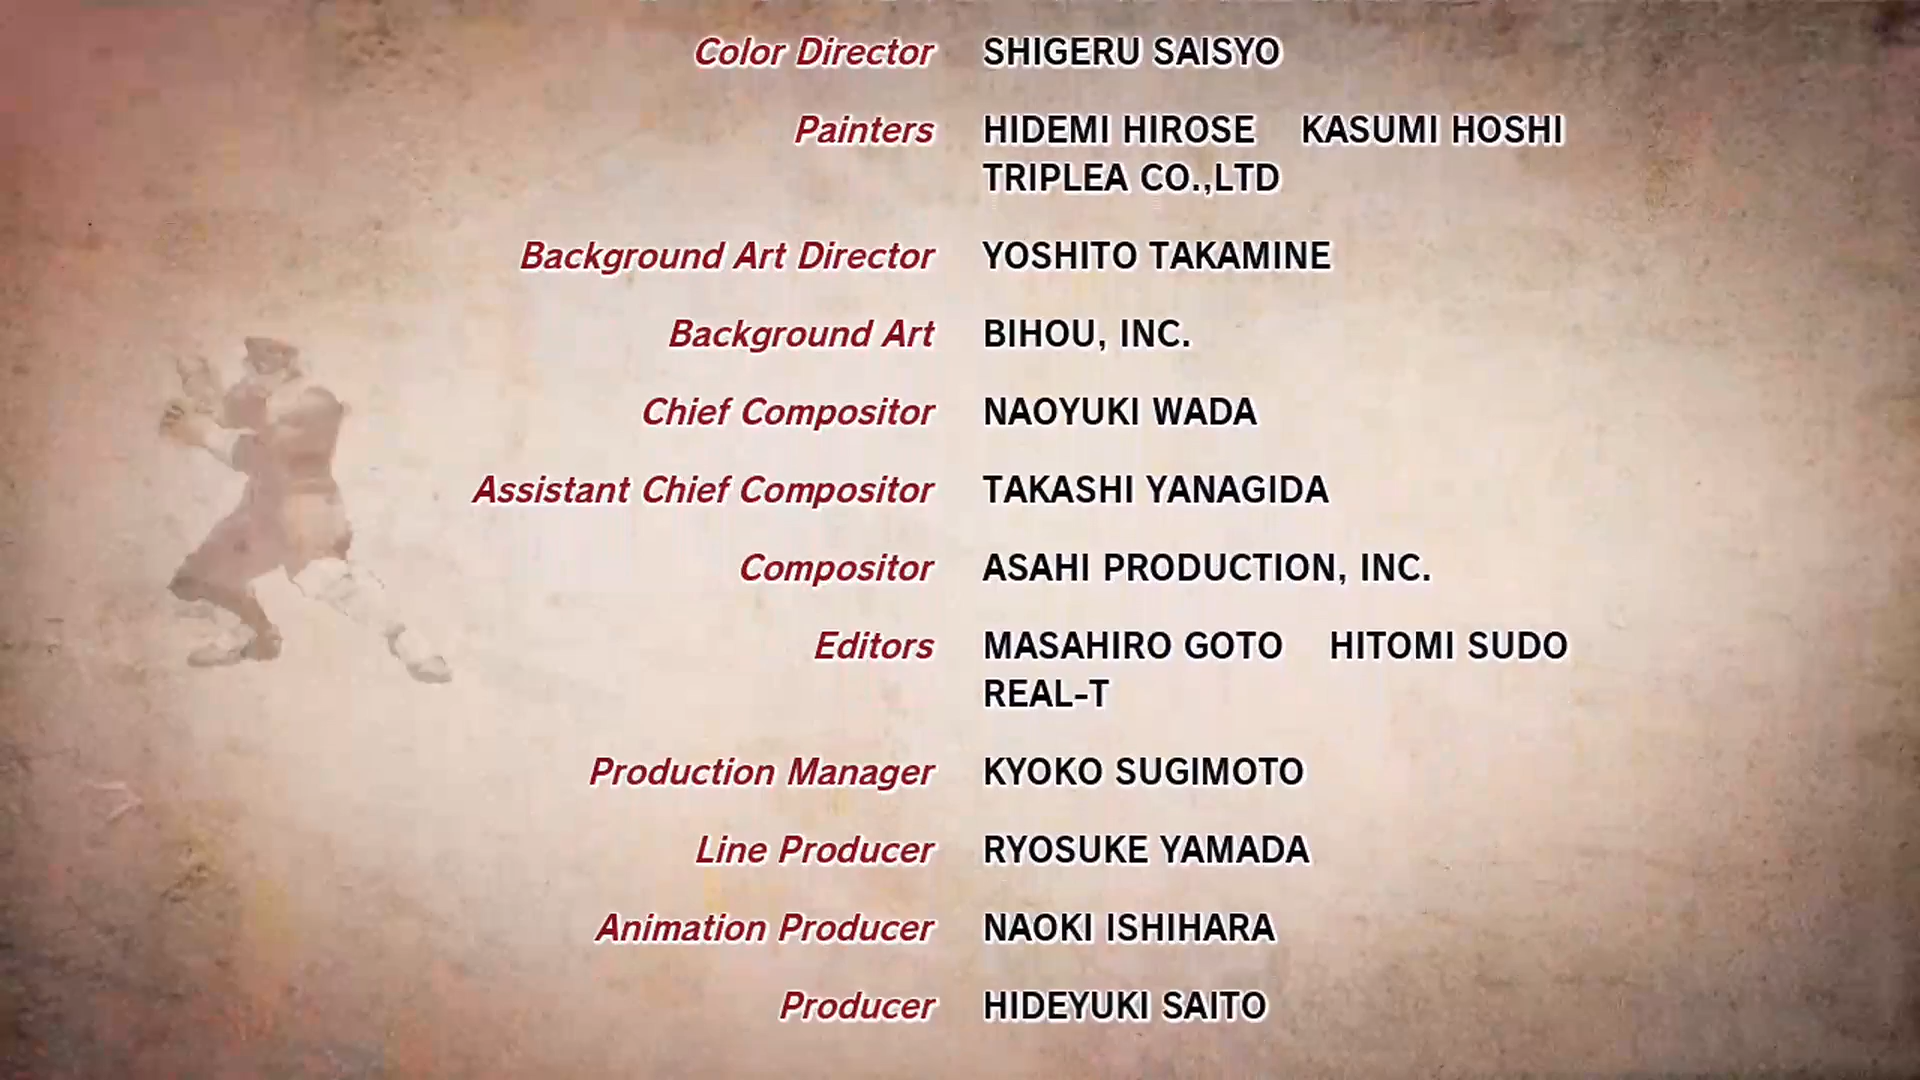 Color Director SHIGERU SAISYO
Painters HIDEMI HIROSE KASUMI HOSHI
TRIPLEA CO.,LTD
Background Art Director YOSHITO TAKAMINE
Background Art BIHOU, INC.
Chief Compositor NAOYUKI WADA
Assistant Chief Compositor TAKASHI YANAGIDA
Compositor ASAHI PRODUCTION, INC.
Editors MASAHIRO GOTO HITOMI SUDO
REAL-T
Production Manager KYOKO SUGIMOTO
Line Producer RYOSUKE YAMADA
Animation Producer NAOKI ISHIHARA
Producer HIDEYUKI SAITO